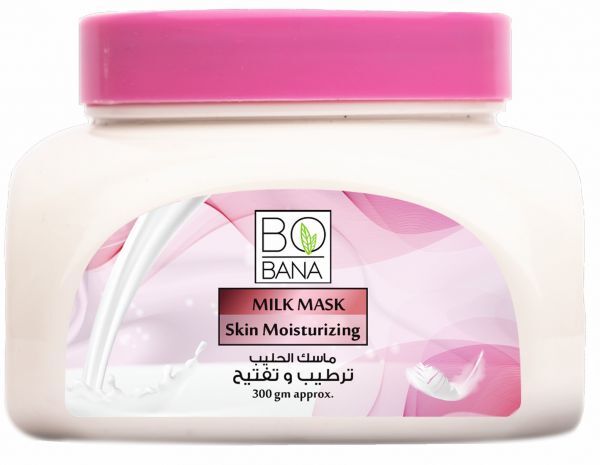 BO
BANA
MILK MASK
Skin Moisturizing
ماسك الحليب
ترطيب و تفتيح
300 gm approx.